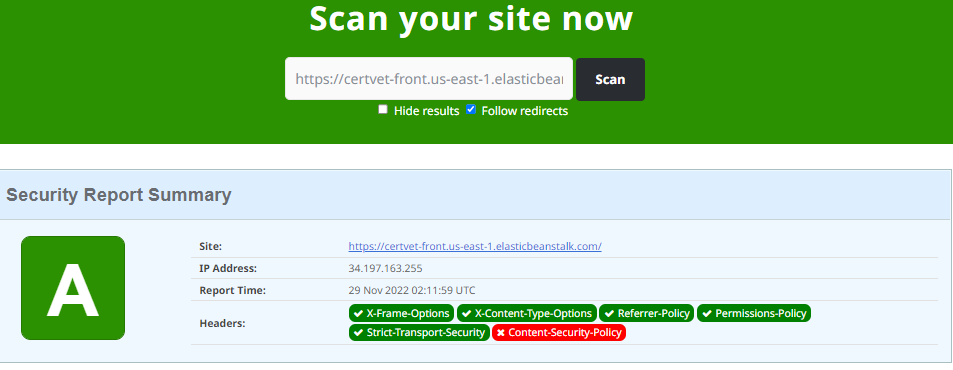 Scan your site now
https://certvet-front.us-east-1.elasticbean
Scan
Hide results Follow redirects
Security Report Summary
A
Site: https://certvet-front.us-east-1.elasticbeanstalk.com/
IP Address: 34.197.163.255
Report Time: 29 Nov 2022 02:11:59 UTC
Headers: X-Frame-Options X-Content-Type-Options Referrer-Policy Permissions-Policy
Strict-Transport-Security Content-Security-Policy